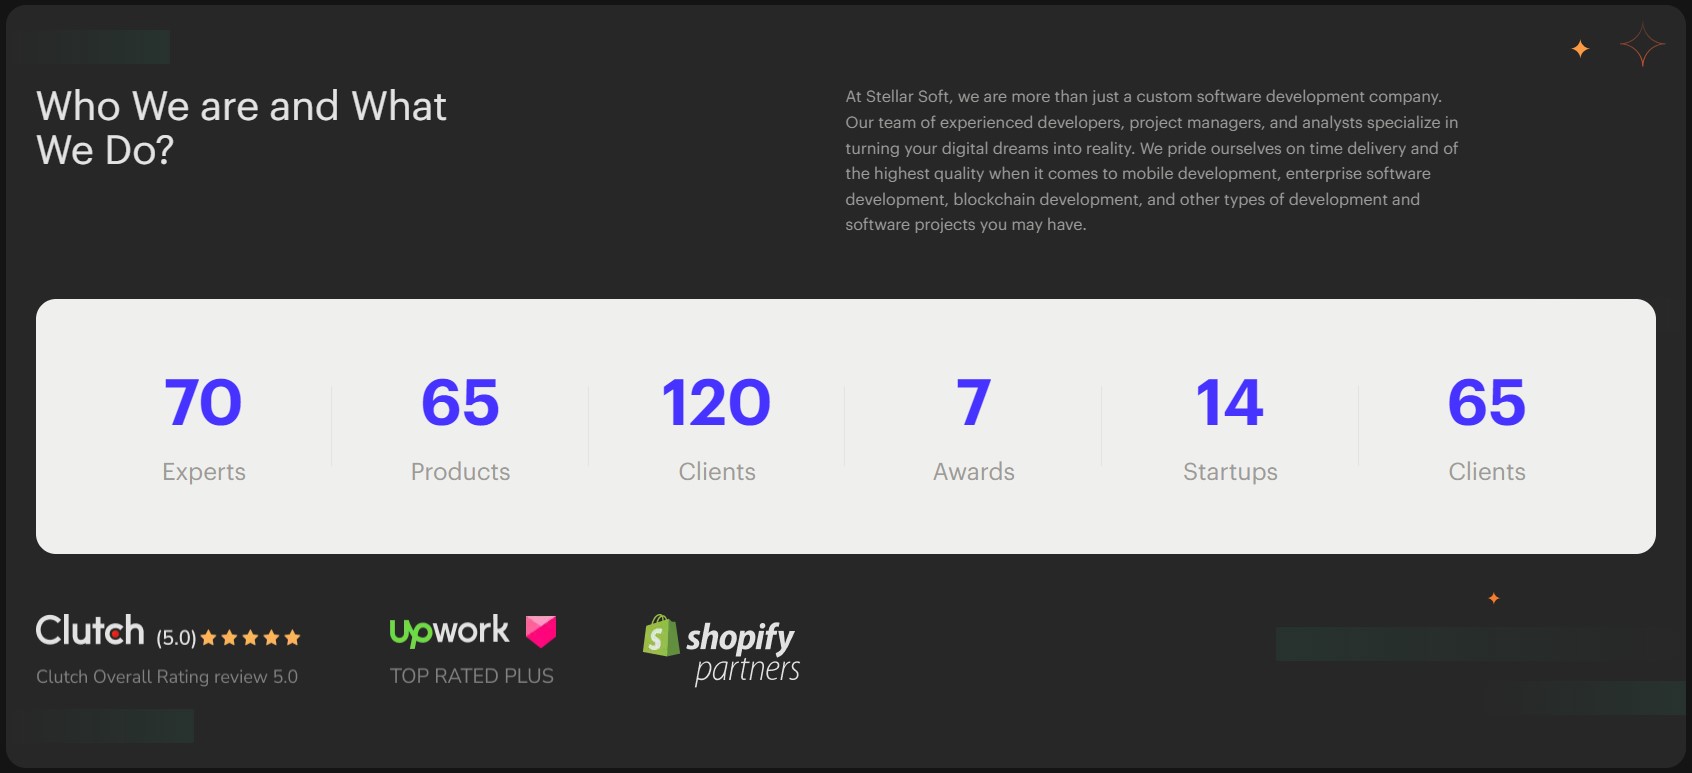 Who We are and What
We Do?
At Stellar Soft, we are more than just a custom software development company.
Our team of experienced developers, project managers, and analysts specialize in
turning your digital dreams into reality. We pride ourselves on time delivery and of
the highest quality when it comes to mobile development, enterprise software
development, blockchain development, and other types of development and
software projects you may have.
70
Experts
65
Products
120
Clients
7
Awards
14
Startups
65
Clients
Clutch (5.0)
Clutch Overall Rating review 5.0
upwork
TOP RATED PLUS
shopify
partners